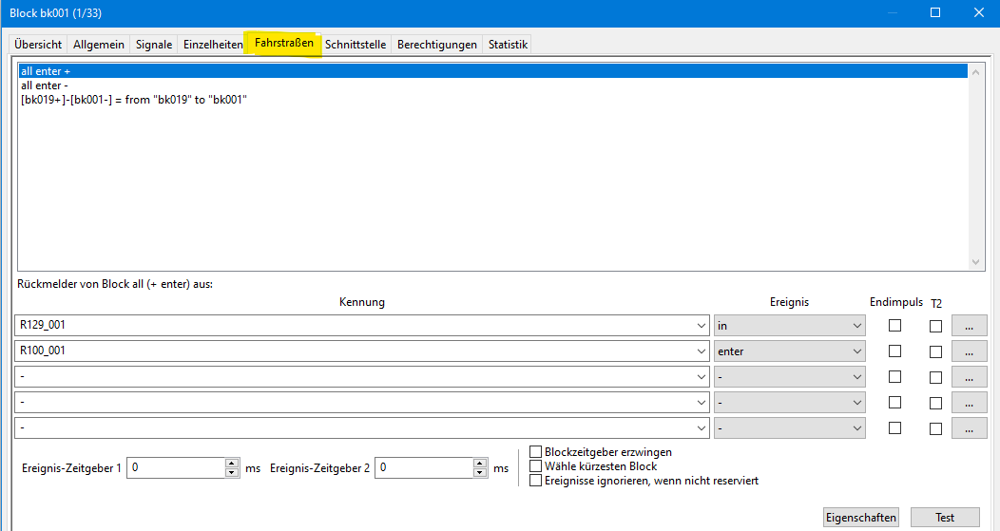 Block bk001 (1/33)
Übersicht Allgemein Signale Einzelheiten Fahrstraßen Schnittstelle Berechtigungen Statistik
all enter +
all enter -
[bk019+]-[bk001-] = from "bk019" to "bk001"
Rückmelder von Block all (+ enter) aus:
Kennung Ereignis Endimpuls T2
R129_001 in ...
R100_001 enter ...
- - ...
- - ...
- - ...
Ereignis-Zeitgeber 1 0 ms Ereignis-Zeitgeber 2 0 ms
Blockzeitgeber erzwingen
Wähle kürzesten Block
Ereignisse ignorieren, wenn nicht reserviert
Eigenschaften Test